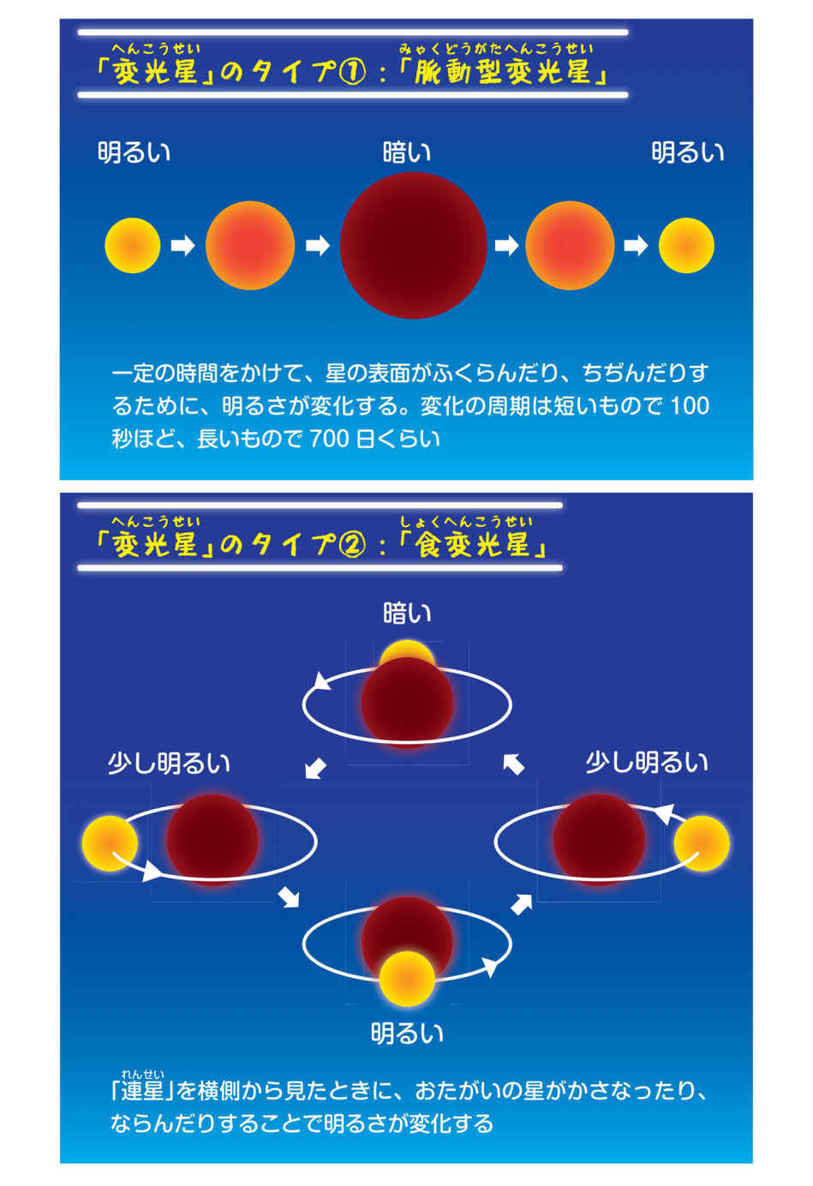 へんこうせい みゃくどうがたへんこうせい
「変光星」のタイプ①:「脈動型変光星」
明るい 暗い 明るい
一定の時間をかけて、星の表面がふくらんだり、ちぢんだりす
るために、明るさが変化する。変化の周期は短いもので 100
秒ほど、長いもので 700 日くらい
へんこうせい しょくへんこうせい
「変光星」のタイプ②:「食変光星」
暗い
少し明るい 少し明るい
明るい
れんせい
「連星」を横側から見たときに、おたがいの星がかさなったり、
ならんだりすることで明るさが変化する